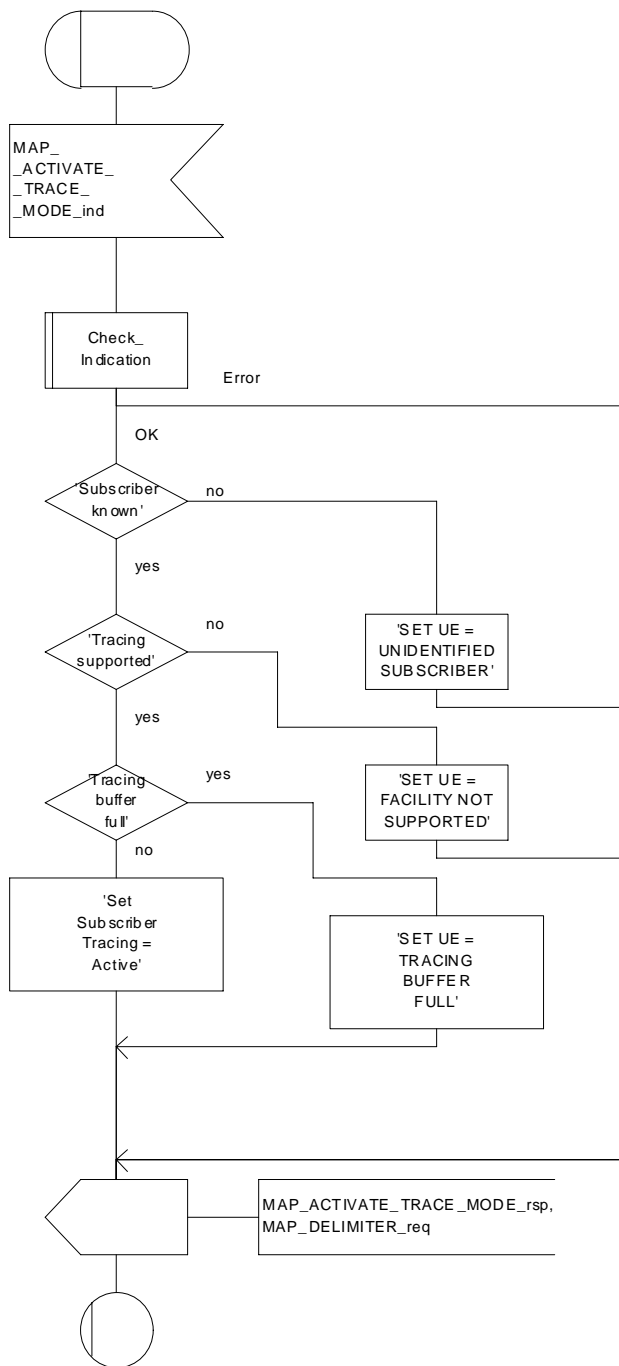 MAP_
_ACTIVATE_
_TRACE_
_MODE_ind
Check_
Indication
Error
OK
'Subscriber
known'
no
yes
'Tracing
supported'
no
'SET UE =
UNIDENTIFIED
SUBSCRIBER'
yes
'Tracing
buffer
full'
yes
'SET UE =
FACILITY NOT
SUPPORTED'
no
'Set
Subscriber
Tracing =
Active'
'SET UE =
TRACING
BUFFER
FULL'
MAP_ACTIVATE_TRACE_MODE_rsp,
MAP_DELIMITER_req